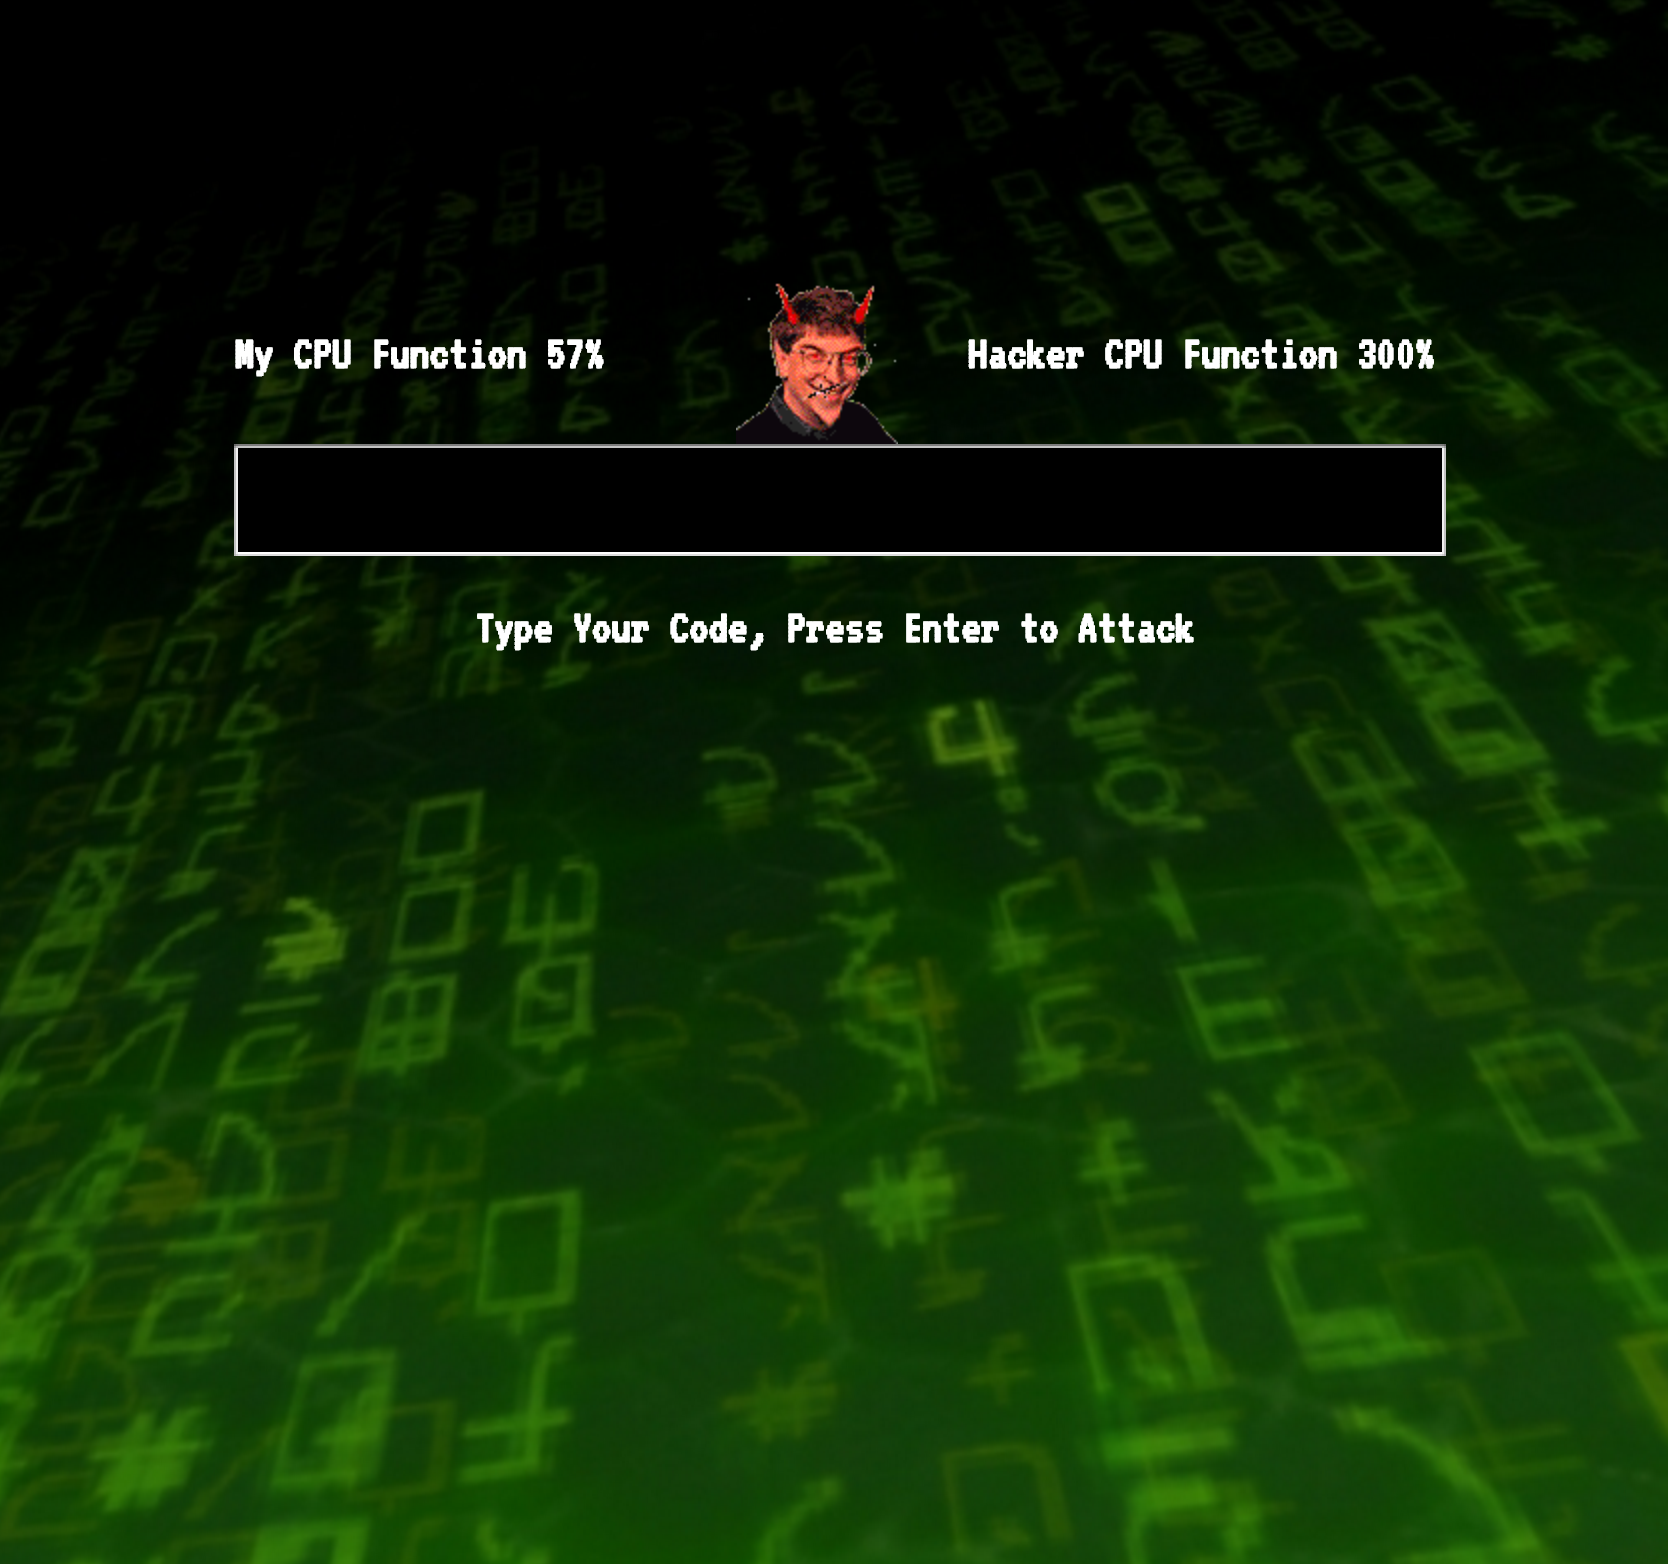 My CPU Function 57%
Hacker CPU Function 300%
Type Your Code, Press Enter to Attack